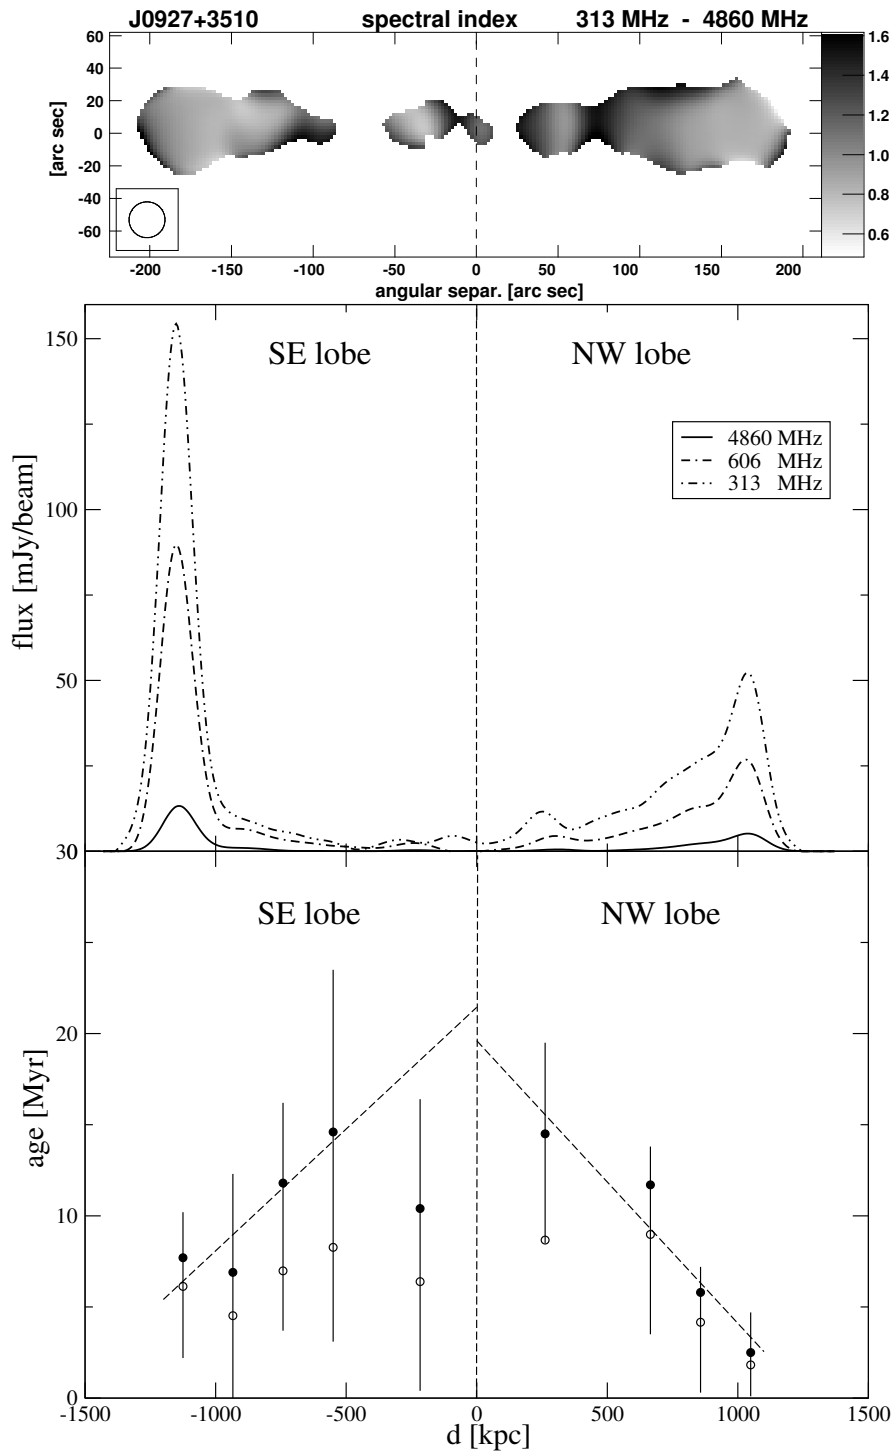 J0927+3510 spectral index 313 MHz - 4860 MHz
60
40
20
0
-20
-40
-60
[arc sec]
1.6
1.4
1.2
1.0
0.8
0.6
-200 -150 -100 -50 0 50 100 150 200
angular separ. [arc sec]
SE lobe NW lobe
4860 MHz
606 MHz
313 MHz
150
100
50
flux [mJy/beam]
30
SE lobe NW lobe
20
10
0
age [Myr]
-1500 -1000 -500 0 500 1000 1500
d [kpc]